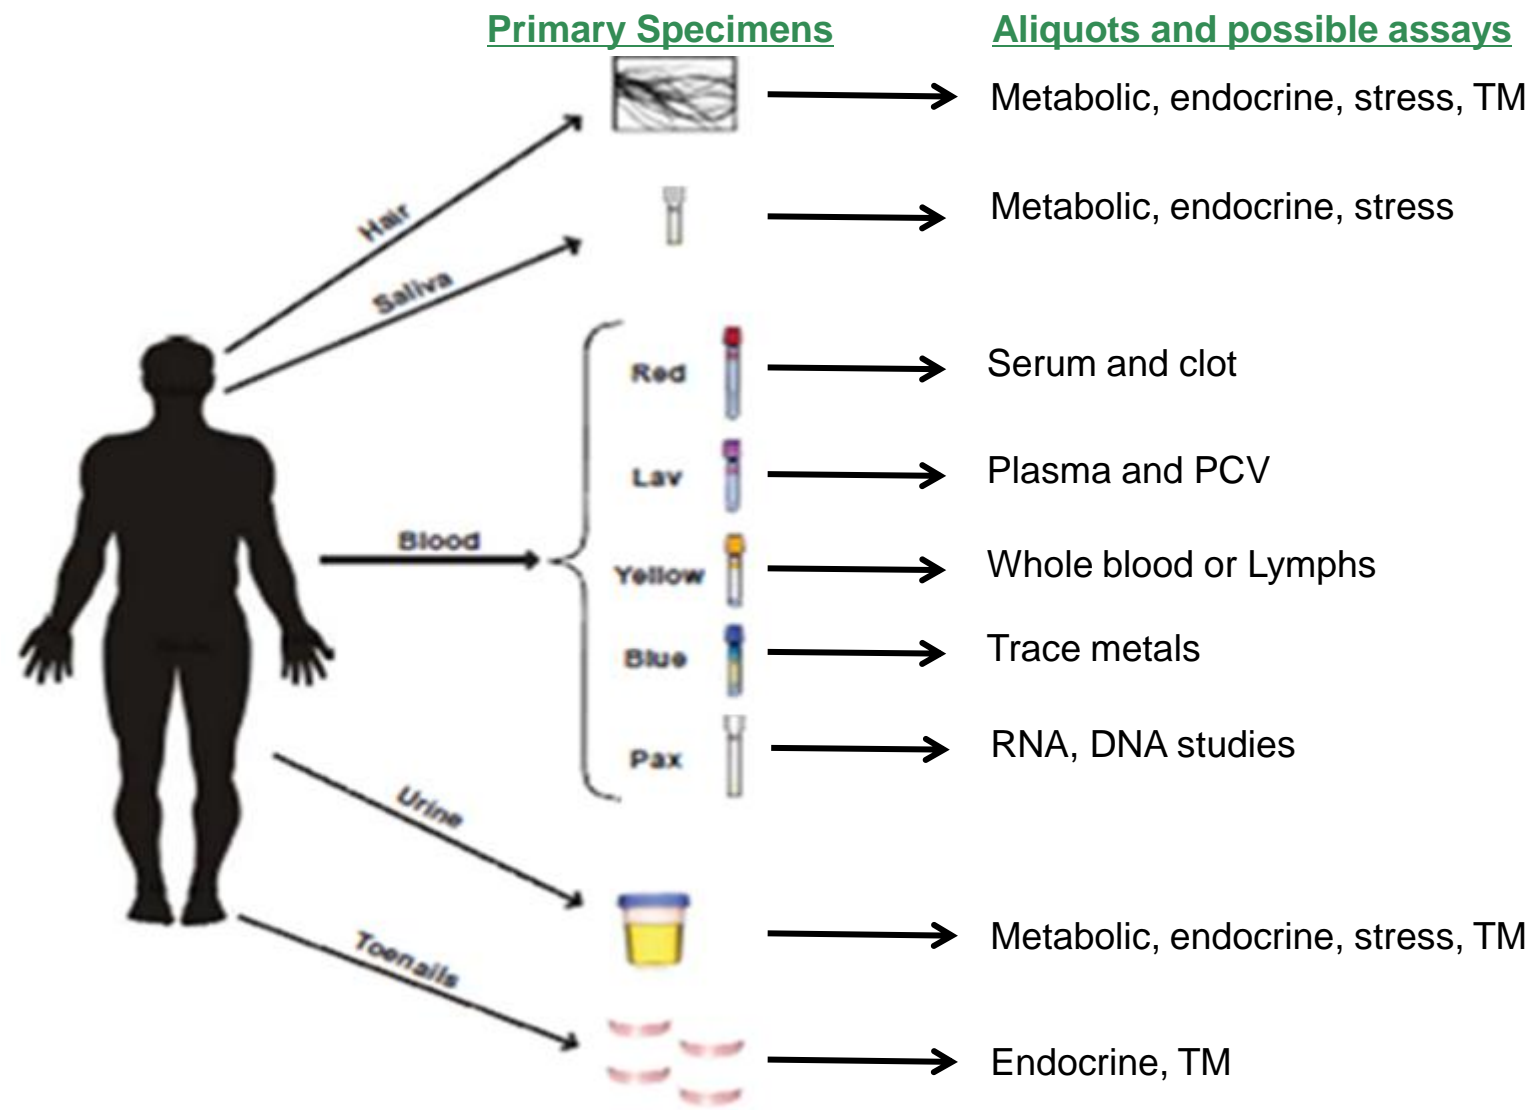 Primary Specimens
Aliquots and possible assays
Hair
Metabolic, endocrine, stress, TM
Saliva
Metabolic, endocrine, stress
Blood
Red
Serum and clot
Lav
Plasma and PCV
Yellow
Whole blood or Lymphs
Blue
Trace metals
Pax
RNA, DNA studies
Urine
Metabolic, endocrine, stress, TM
Toenails
Endocrine, TM